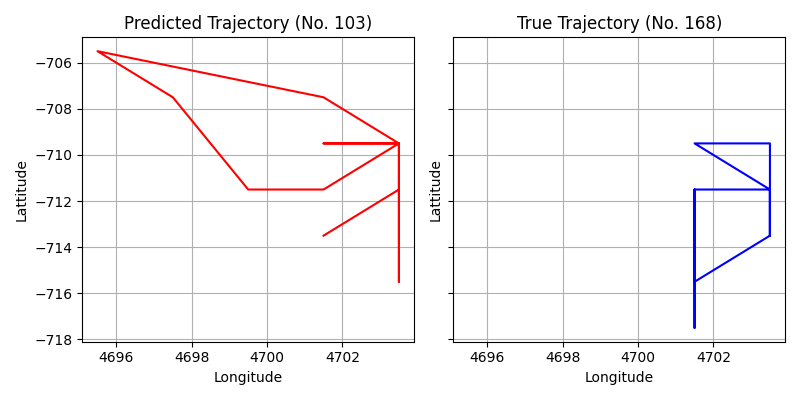 Predicted Trajectory (No. 103)
True Trajectory (No. 168)
−706
−708
−710
−712
−714
−716
−718
Lattitude
Lattitude
4696 4698 4700 4702
4696 4698 4700 4702
Longitude
Longitude